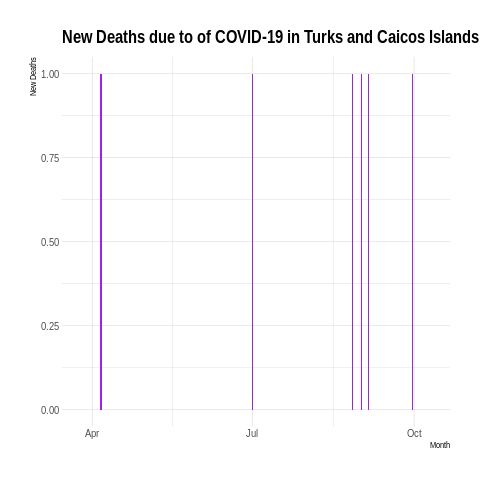 New Deaths due to of COVID-19 in Turks and Caicos Islands
New Deaths
1.00
0.75
0.50
0.25
0.00
Apr
Jul
Oct
Month